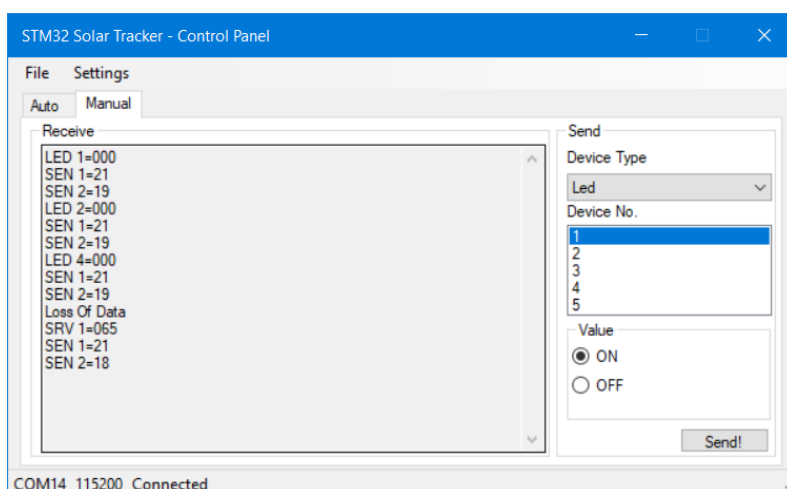 STM32 Solar Tracker - Control Panel
File Settings
Auto Manual
Receive
LED 1=000
SEN 1=21
SEN 2=19
LED 2=000
SEN 1=21
SEN 2=19
LED 4=000
SEN 1=21
SEN 2=19
Loss Of Data
SRV 1=065
SEN 1=21
SEN 2=18
Send
Device Type
Led
Device No.
1
2
3
4
5
Value
ON
OFF
Send!
COM14 115200 Connected